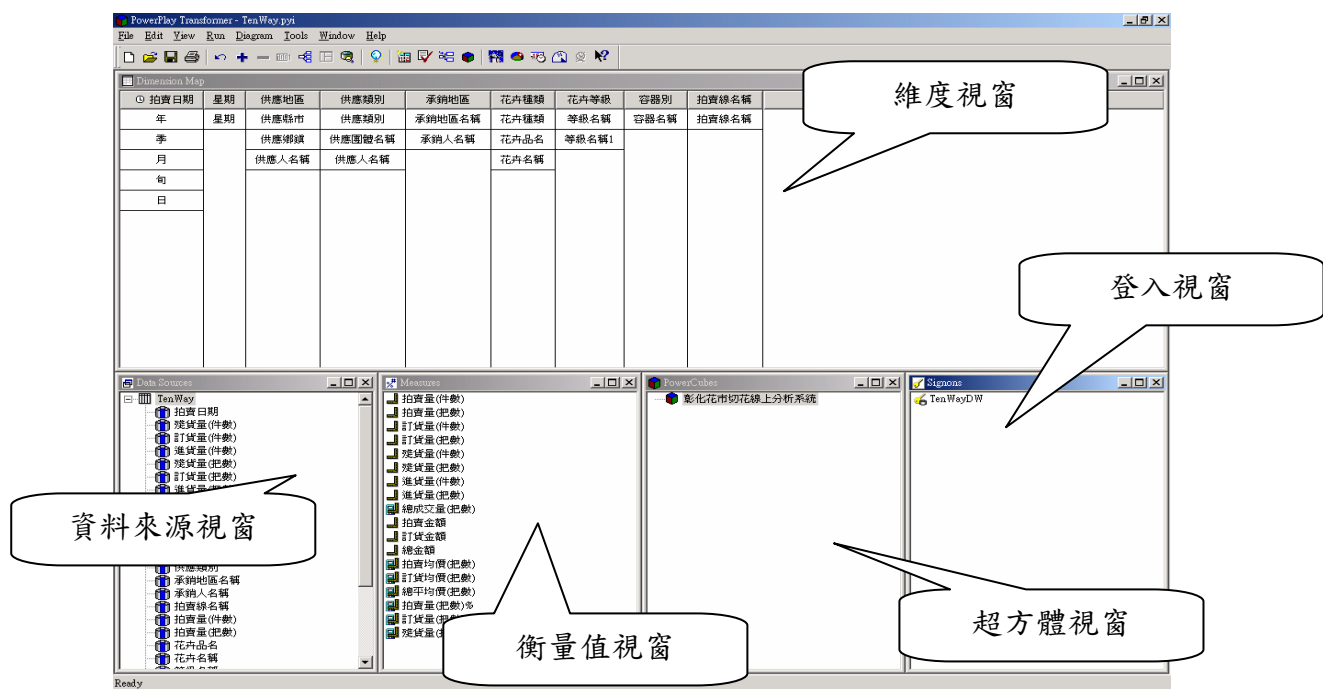 PowerPlay Transformer - TenWay.pyi
File Edit View Run Diagram Tools Window Help
Dimension Map
拍賣日期 星期 供應地區 供應類別 承銷地區 花卉種類 花卉等級 容器別 拍賣線名稱
年 星期 供應縣市 供應類別 承銷地區名稱 花卉種類 等級名稱 容器名稱 拍賣線名稱
季 供應鄉鎮 供應團體名稱 承銷人名稱 花卉品名 等級名稱1
月 供應人名稱 供應人名稱 花卉名稱
旬
日
維度視窗
登入視窗
Data Sources
TenWay
拍賣日期
殘貨量(件數)
訂貨量(件數)
進貨量(件數)
殘貨量(把數)
訂貨量(把數)
進貨量(把數)
資料來源視窗
供應類別
承銷地區名稱
承銷人名稱
拍賣線名稱
拍賣量(件數)
拍賣量(把數)
花卉品名
花卉名稱
Measures
拍賣量(件數)
拍賣量(把數)
訂貨量(件數)
訂貨量(把數)
殘貨量(件數)
殘貨量(把數)
進貨量(件數)
進貨量(把數)
總成交量(把數)
拍賣金額
訂貨金額
總金額
拍賣均價(把數)
訂貨均價(把數)
總平均價(把數)
拍賣量(把數)%
訂貨量(把數)
殘貨量(
衡量值視窗
PowerCubes
彰化花市切花線上分析系統
超方體視窗
Signons
TenWayDW
Ready